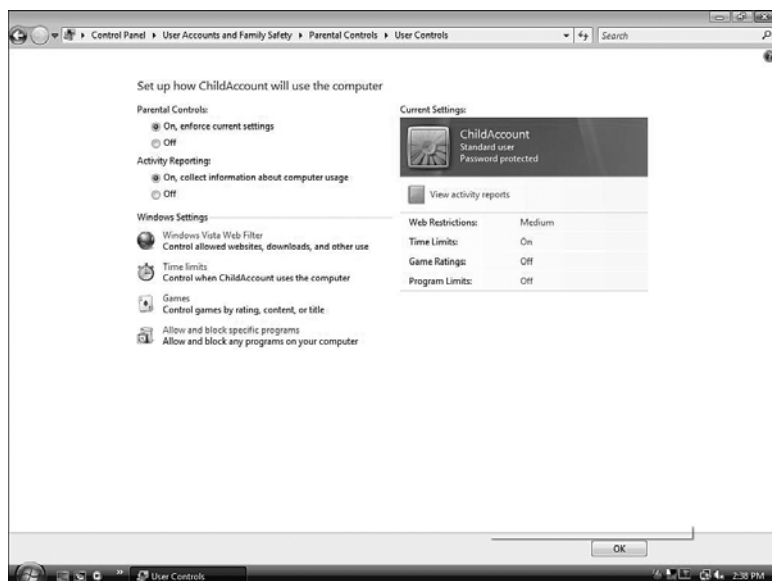 Control Panel ▸ User Accounts and Family Safety ▸ Parental Controls ▸ User Controls
Search
Set up how ChildAccount will use the computer
Parental Controls:
On, enforce current settings
Off
Activity Reporting:
On, collect information about computer usage
Off
Windows Settings
Windows Vista Web Filter
Control allowed websites, downloads, and other use
Time limits
Control when ChildAccount uses the computer
Games
Control games by rating, content, or title
Allow and block specific programs
Allow and block any programs on your computer
Current Settings:
ChildAccount
Standard user
Password protected
View activity reports
Web Restrictions: Medium
Time Limits: On
Game Ratings: Off
Program Limits: Off
OK
User Controls
2:38 PM